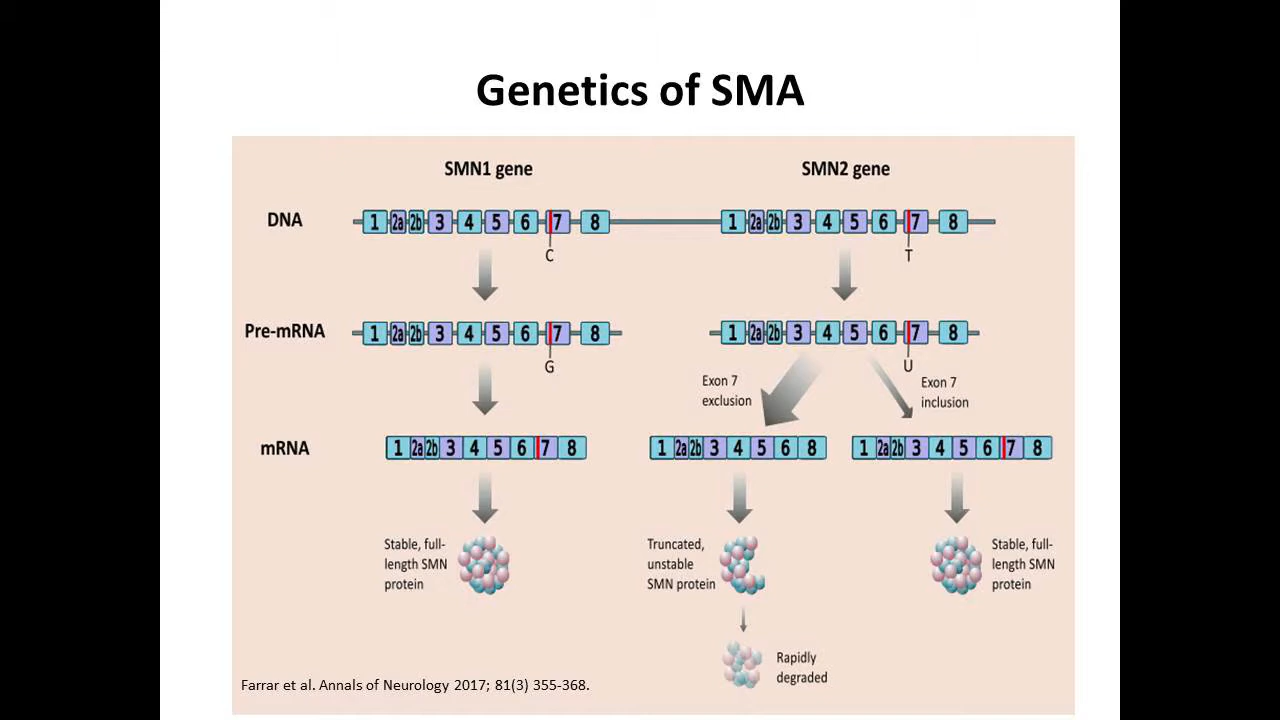 Genetics of SMA
SMN1 gene
SMN2 gene
DNA
1 2a 2b 3 4 5 6 7 8
1 2a 2b 3 4 5 6 7 8
C
T
Pre-mRNA
1 2a 2b 3 4 5 6 7 8
1 2a 2b 3 4 5 6 7 8
G
U
Exon 7
exclusion
Exon 7
inclusion
mRNA
1 2a 2b 3 4 5 6 7 8
1 2a 2b 3 4 5 6 8
1 2a 2b 3 4 5 6 7 8
Stable, full-
length SMN
protein
Truncated,
unstable
SMN protein
Stable, full-
length SMN
protein
Rapidly
degraded
Farrar et al. Annals of Neurology 2017; 81(3) 355-368.